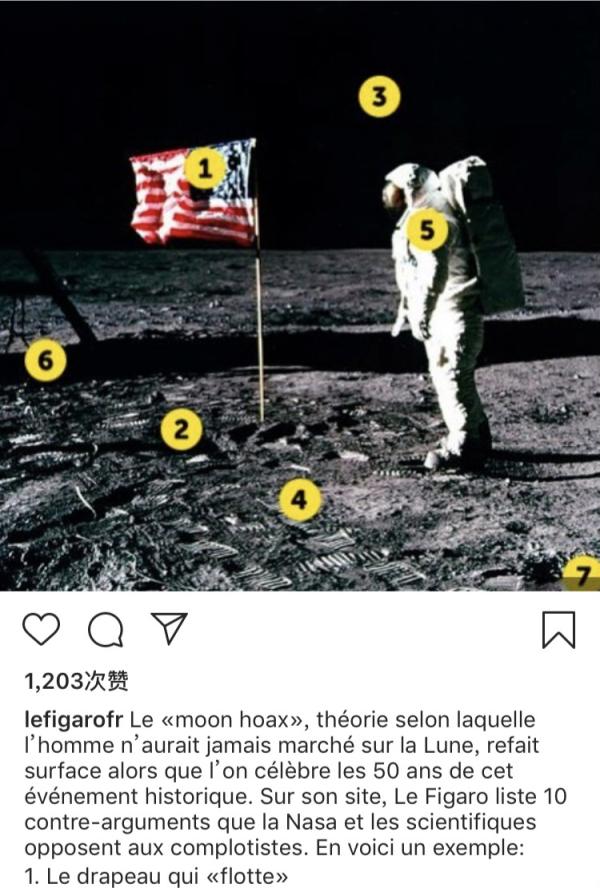 3
1
5
6
2
4
7
1,203次赞
lefigarofr Le «moon hoax», théorie selon laquelle
l'homme n'aurait jamais marché sur la Lune, refait
surface alors que l'on célèbre les 50 ans de cet
événement historique. Sur son site, Le Figaro liste 10
contre-arguments que la Nasa et les scientifiques
opposent aux complotistes. En voici un exemple:
1. Le drapeau qui «flotte»